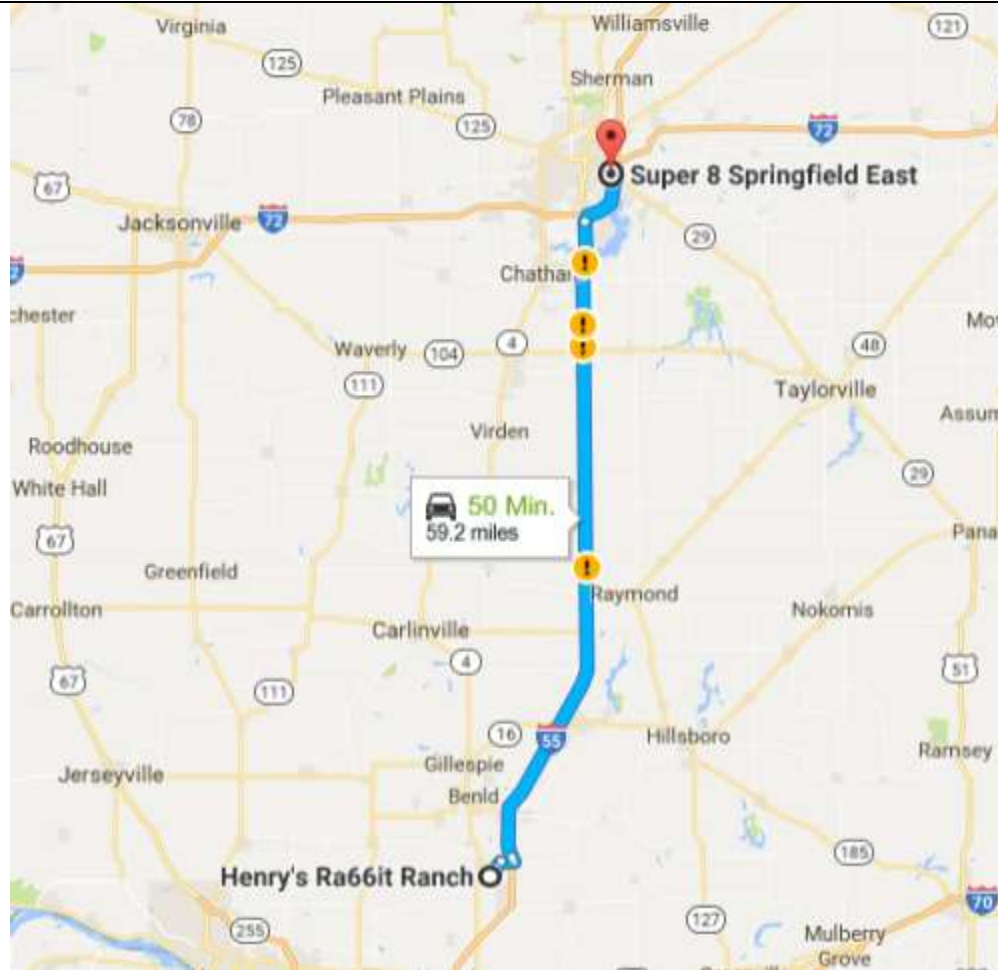 Virginia
Williamsville
121
125
Sherman
Pleasant Plains
78
125
72
67
Super 8 Springfield East
Jacksonville
72
29
Chathar
chester
Waverly
104
4
48
111
Taylorville
Virden
Roodhouse
29
White Hall
50 Min.
59.2 miles
67
Pana
Greenfield
Raymond
Carrollton
Nokomis
Carlinville
4
51
67
111
16
55
Hillsboro
Ramsey
Gillespie
Jerseyville
Benld
185
Henry's Ra66it Ranch
70
127
255
Mulberry
Grove